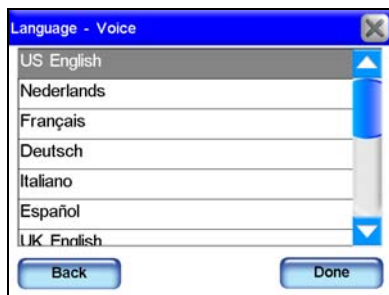 Language - Voice
US English
Nederlands
Français
Deutsch
Italiano
Español
UK English
Back
Done